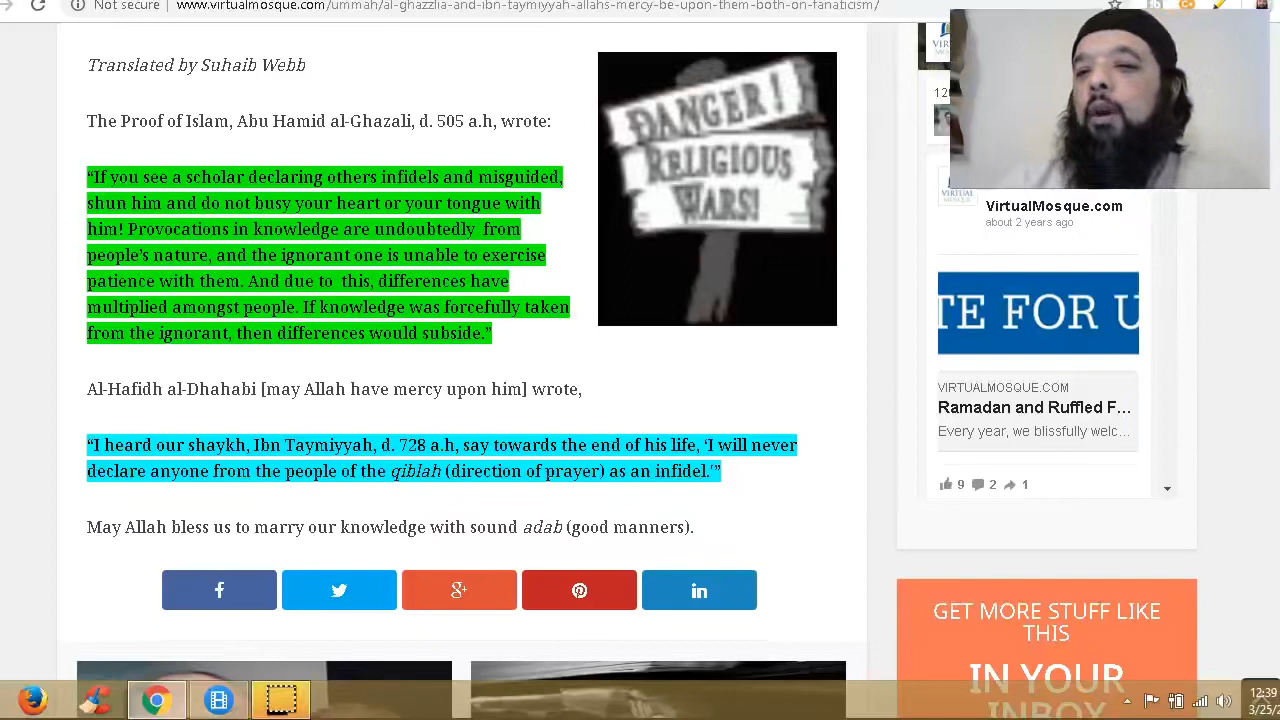 Not secure | www.virtualmosque.com/ummah/al-ghazzlia-and-ibn-taymiyyah-allahs-mercy-be-upon-them-both-on-fanaticism/
Translated by Suhaib Webb
The Proof of Islam, Abu Hamid al-Ghazali, d. 505 a.h, wrote:
“If you see a scholar declaring others infidels and misguided,
shun him and do not busy your heart or your tongue with
him! Provocations in knowledge are undoubtedly from
people’s nature, and the ignorant one is unable to exercise
patience with them. And due to this, differences have
multiplied amongst people. If knowledge was forcefully taken
from the ignorant, then differences would subside.”
DANGER!
RELIGIOUS
WARS!
Al-Hafidh al-Dhahabi [may Allah have mercy upon him] wrote,
“I heard our shaykh, Ibn Taymiyyah, d. 728 a.h, say towards the end of his life, ‘I will never
declare anyone from the people of the qiblah (direction of prayer) as an infidel.'”
May Allah bless us to marry our knowledge with sound adab (good manners).
VIRTUAL
MOSQUE
VirtualMosque.com
about 2 years ago
TE FOR U
VIRTUALMOSQUE.COM
Ramadan and Ruffled F...
Every year, we blissfully welc...
9 2 1
GET MORE STUFF LIKE
THIS
IN YOUR
INBOX
12:39